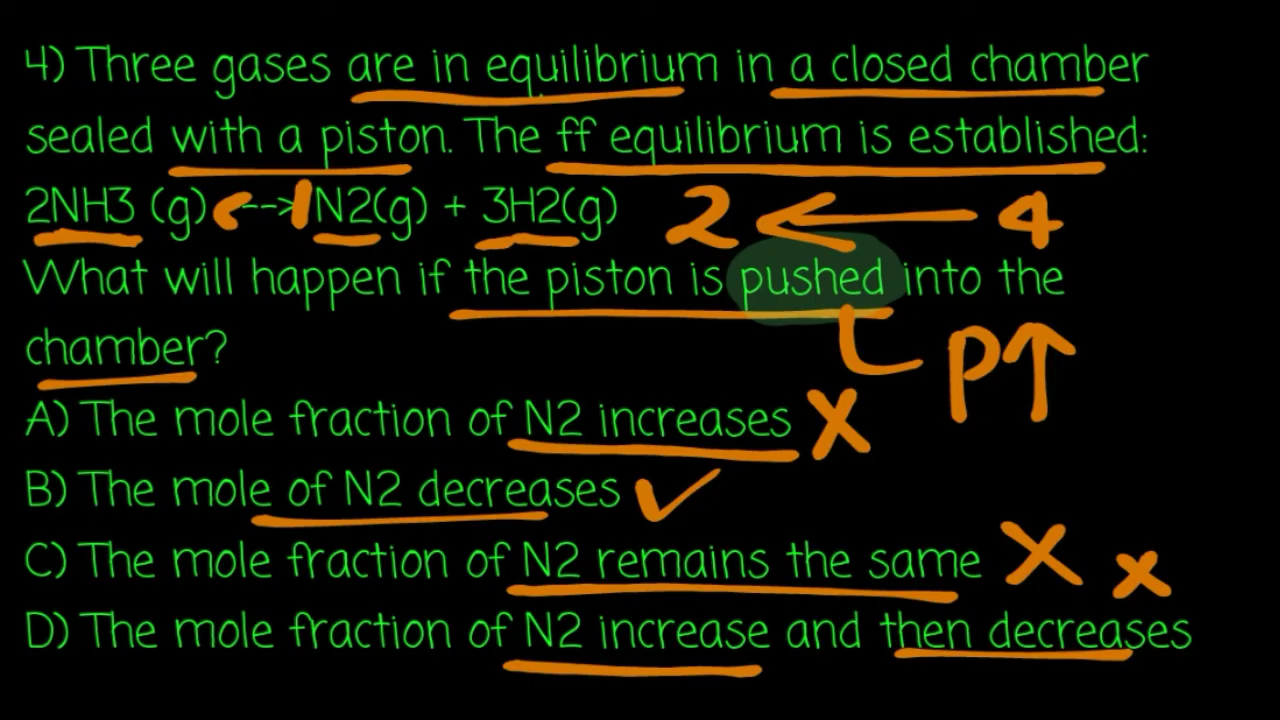 4) Three gases are in equilibrium in a closed chamber
sealed with a piston. The ff equilibrium is established:
2NH3 (g) <--> 1N2(g) + 3H2(g) 2 ← 4
What will happen if the piston is pushed into the
chamber? P↑
A) The mole fraction of N2 increases X
B) The mole of N2 decreases ✓
C) The mole fraction of N2 remains the same X x
D) The mole fraction of N2 increase and then decreases